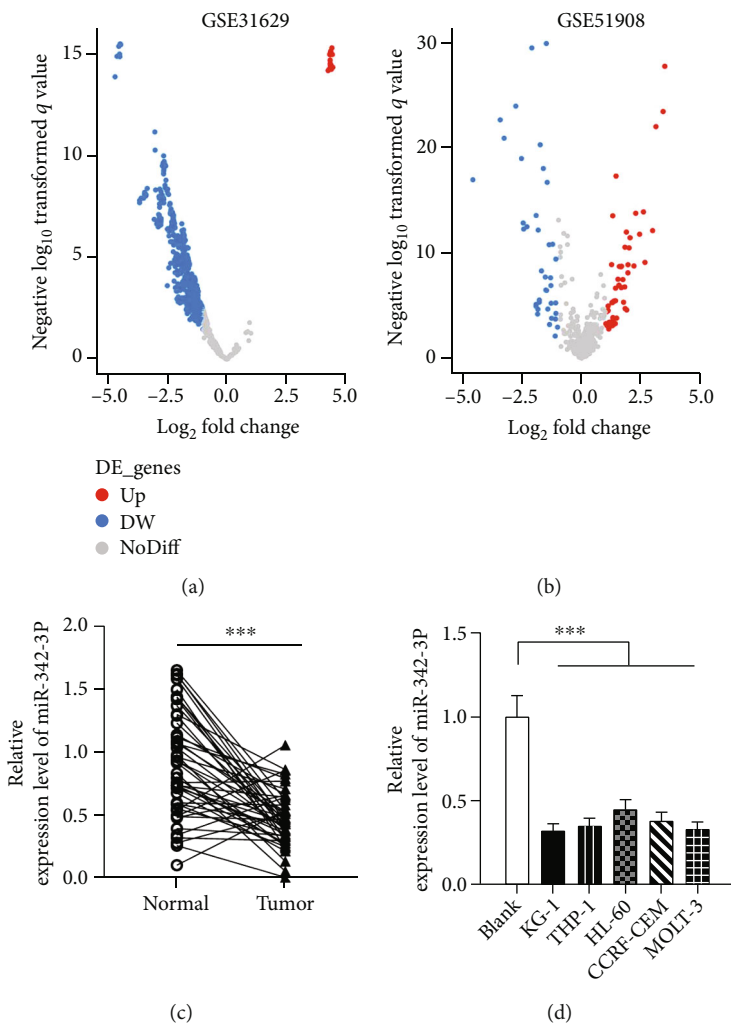 GSE31629
Negative log10 transformed q value
15
10
5
0
−5.0
−2.5
0.0
2.5
5.0
Log2 fold change
DE_genes
Up
DW
NoDiff
(a)
GSE51908
Negative log10 transformed q value
30
20
10
0
−5.0
−2.5
0.0
2.5
5.0
Log2 fold change
(b)
Relative
expression level of miR-342-3P
2.0
1.5
1.0
0.5
0.0
***
Normal
Tumor
(c)
Relative
expression level of miR-342-3P
1.5
1.0
0.5
0.0
***
Blank
KG-1
THP-1
HL-60
CCRF-CEM
MOLT-3
(d)